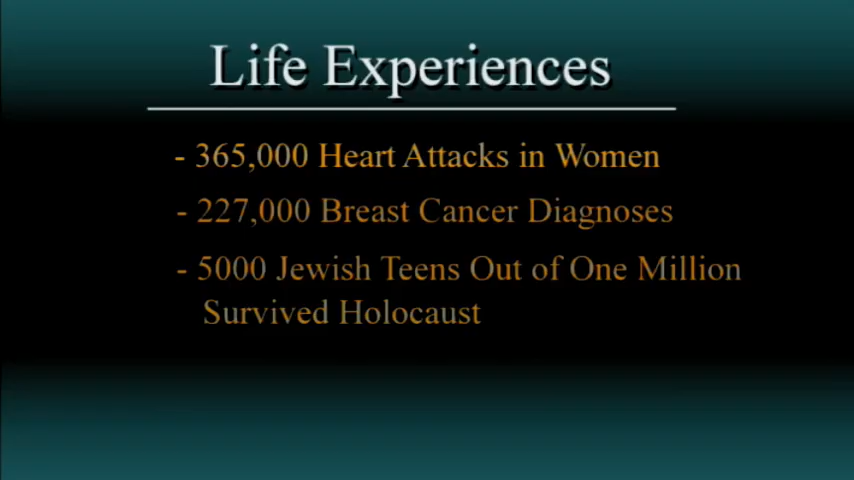 Life Experiences
- 365,000 Heart Attacks in Women
- 227,000 Breast Cancer Diagnoses
- 5000 Jewish Teens Out of One Million
Survived Holocaust